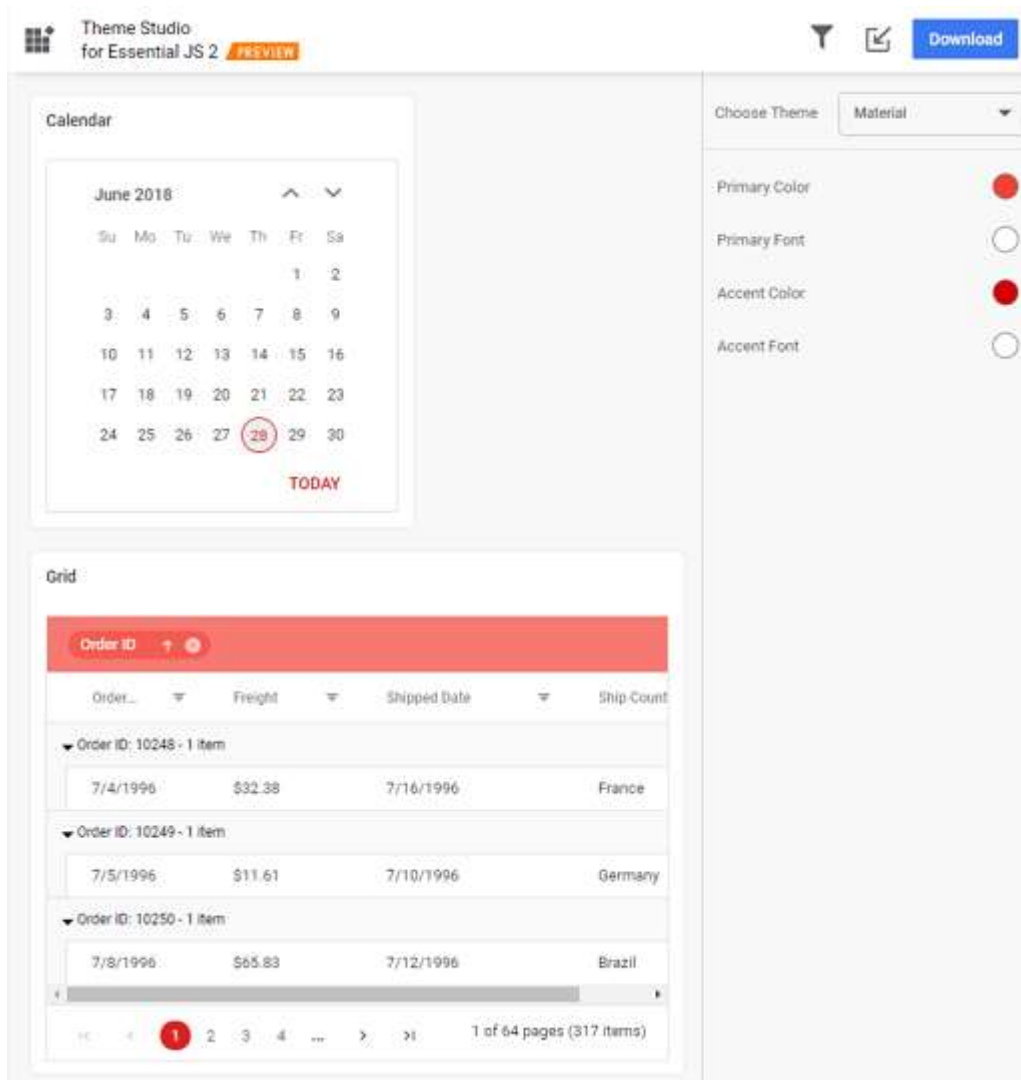 Theme Studio
for Essential JS 2 PREVIEW
Download
Calendar
June 2018
Su Mo Tu We Th Fr Sa
1 2
3 4 5 6 7 8 9
10 11 12 13 14 15 16
17 18 19 20 21 22 23
24 25 26 27 28 29 30
TODAY
Choose Theme Material
Primary Color
Primary Font
Accent Color
Accent Font
Grid
Order ID
Order... Freight Shipped Date Ship Count
Order ID: 10248 - 1 item
7/4/1996 $32.38 7/16/1996 France
Order ID: 10249 - 1 item
7/5/1996 $11.61 7/10/1996 Germany
Order ID: 10250 - 1 item
7/8/1996 $65.83 7/12/1996 Brazil
1 2 3 4 ... 1 of 64 pages (317 items)